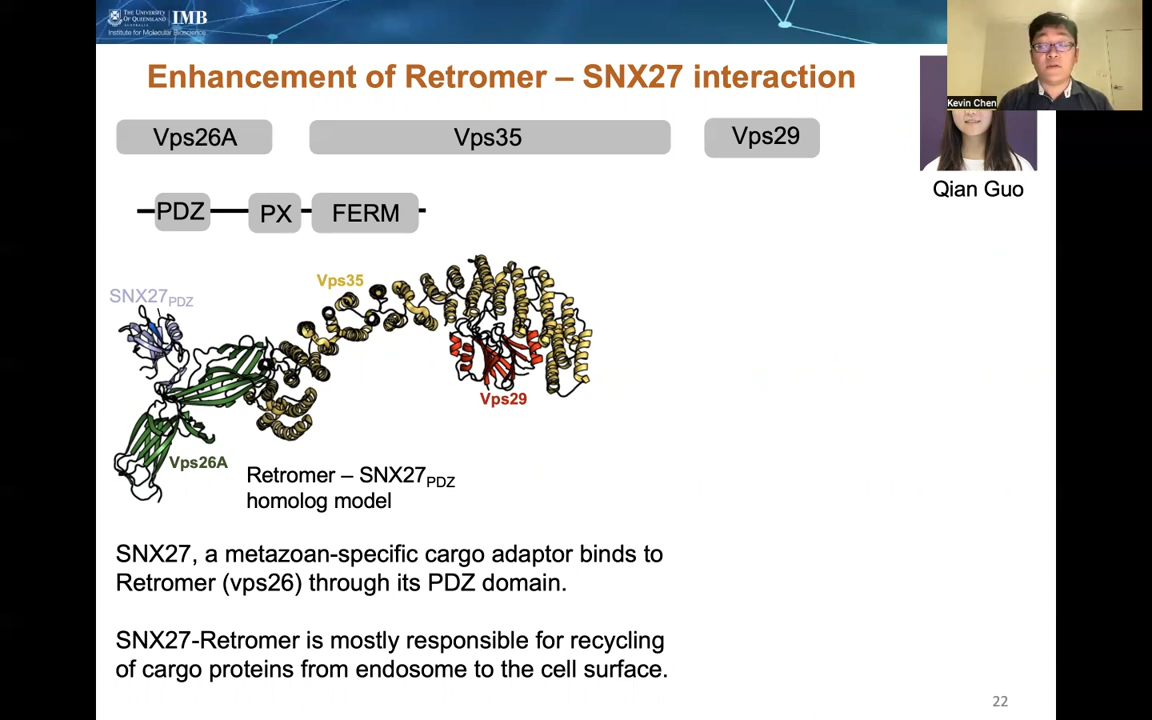 THE UNIVERSITY
OF QUEENSLAND
AUSTRALIA
IMB
Institute for Molecular Bioscience
Enhancement of Retromer – SNX27 interaction
Kevin Chen
Vps26A
Vps35
Vps29
Qian Guo
PDZ
PX
FERM
Vps35
SNX27PDZ
Vps29
Vps26A
Retromer – SNX27PDZ
homolog model
SNX27, a metazoan-specific cargo adaptor binds to
Retromer (vps26) through its PDZ domain.
SNX27-Retromer is mostly responsible for recycling
of cargo proteins from endosome to the cell surface.
22